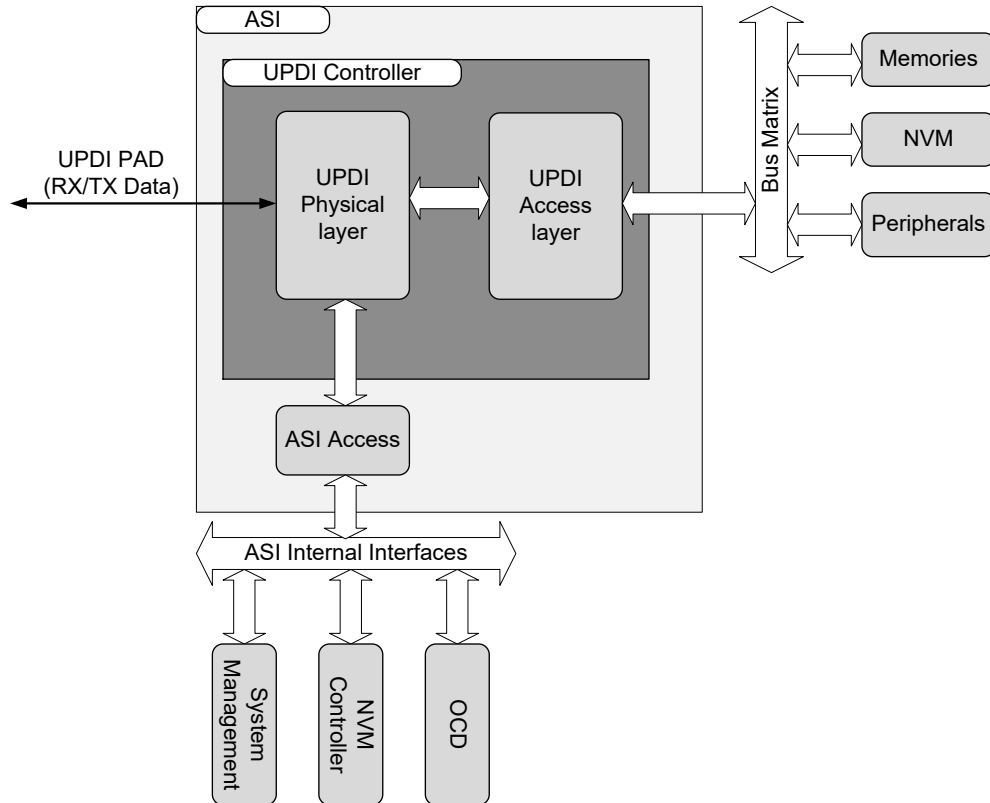 ASI
UPDI Controller
UPDI PAD
(RX/TX Data)
UPDI
Physical
layer
UPDI
Access
layer
Bus Matrix
Memories
NVM
Peripherals
ASI Access
ASI Internal Interfaces
System
Management
NVM
Controller
OCD